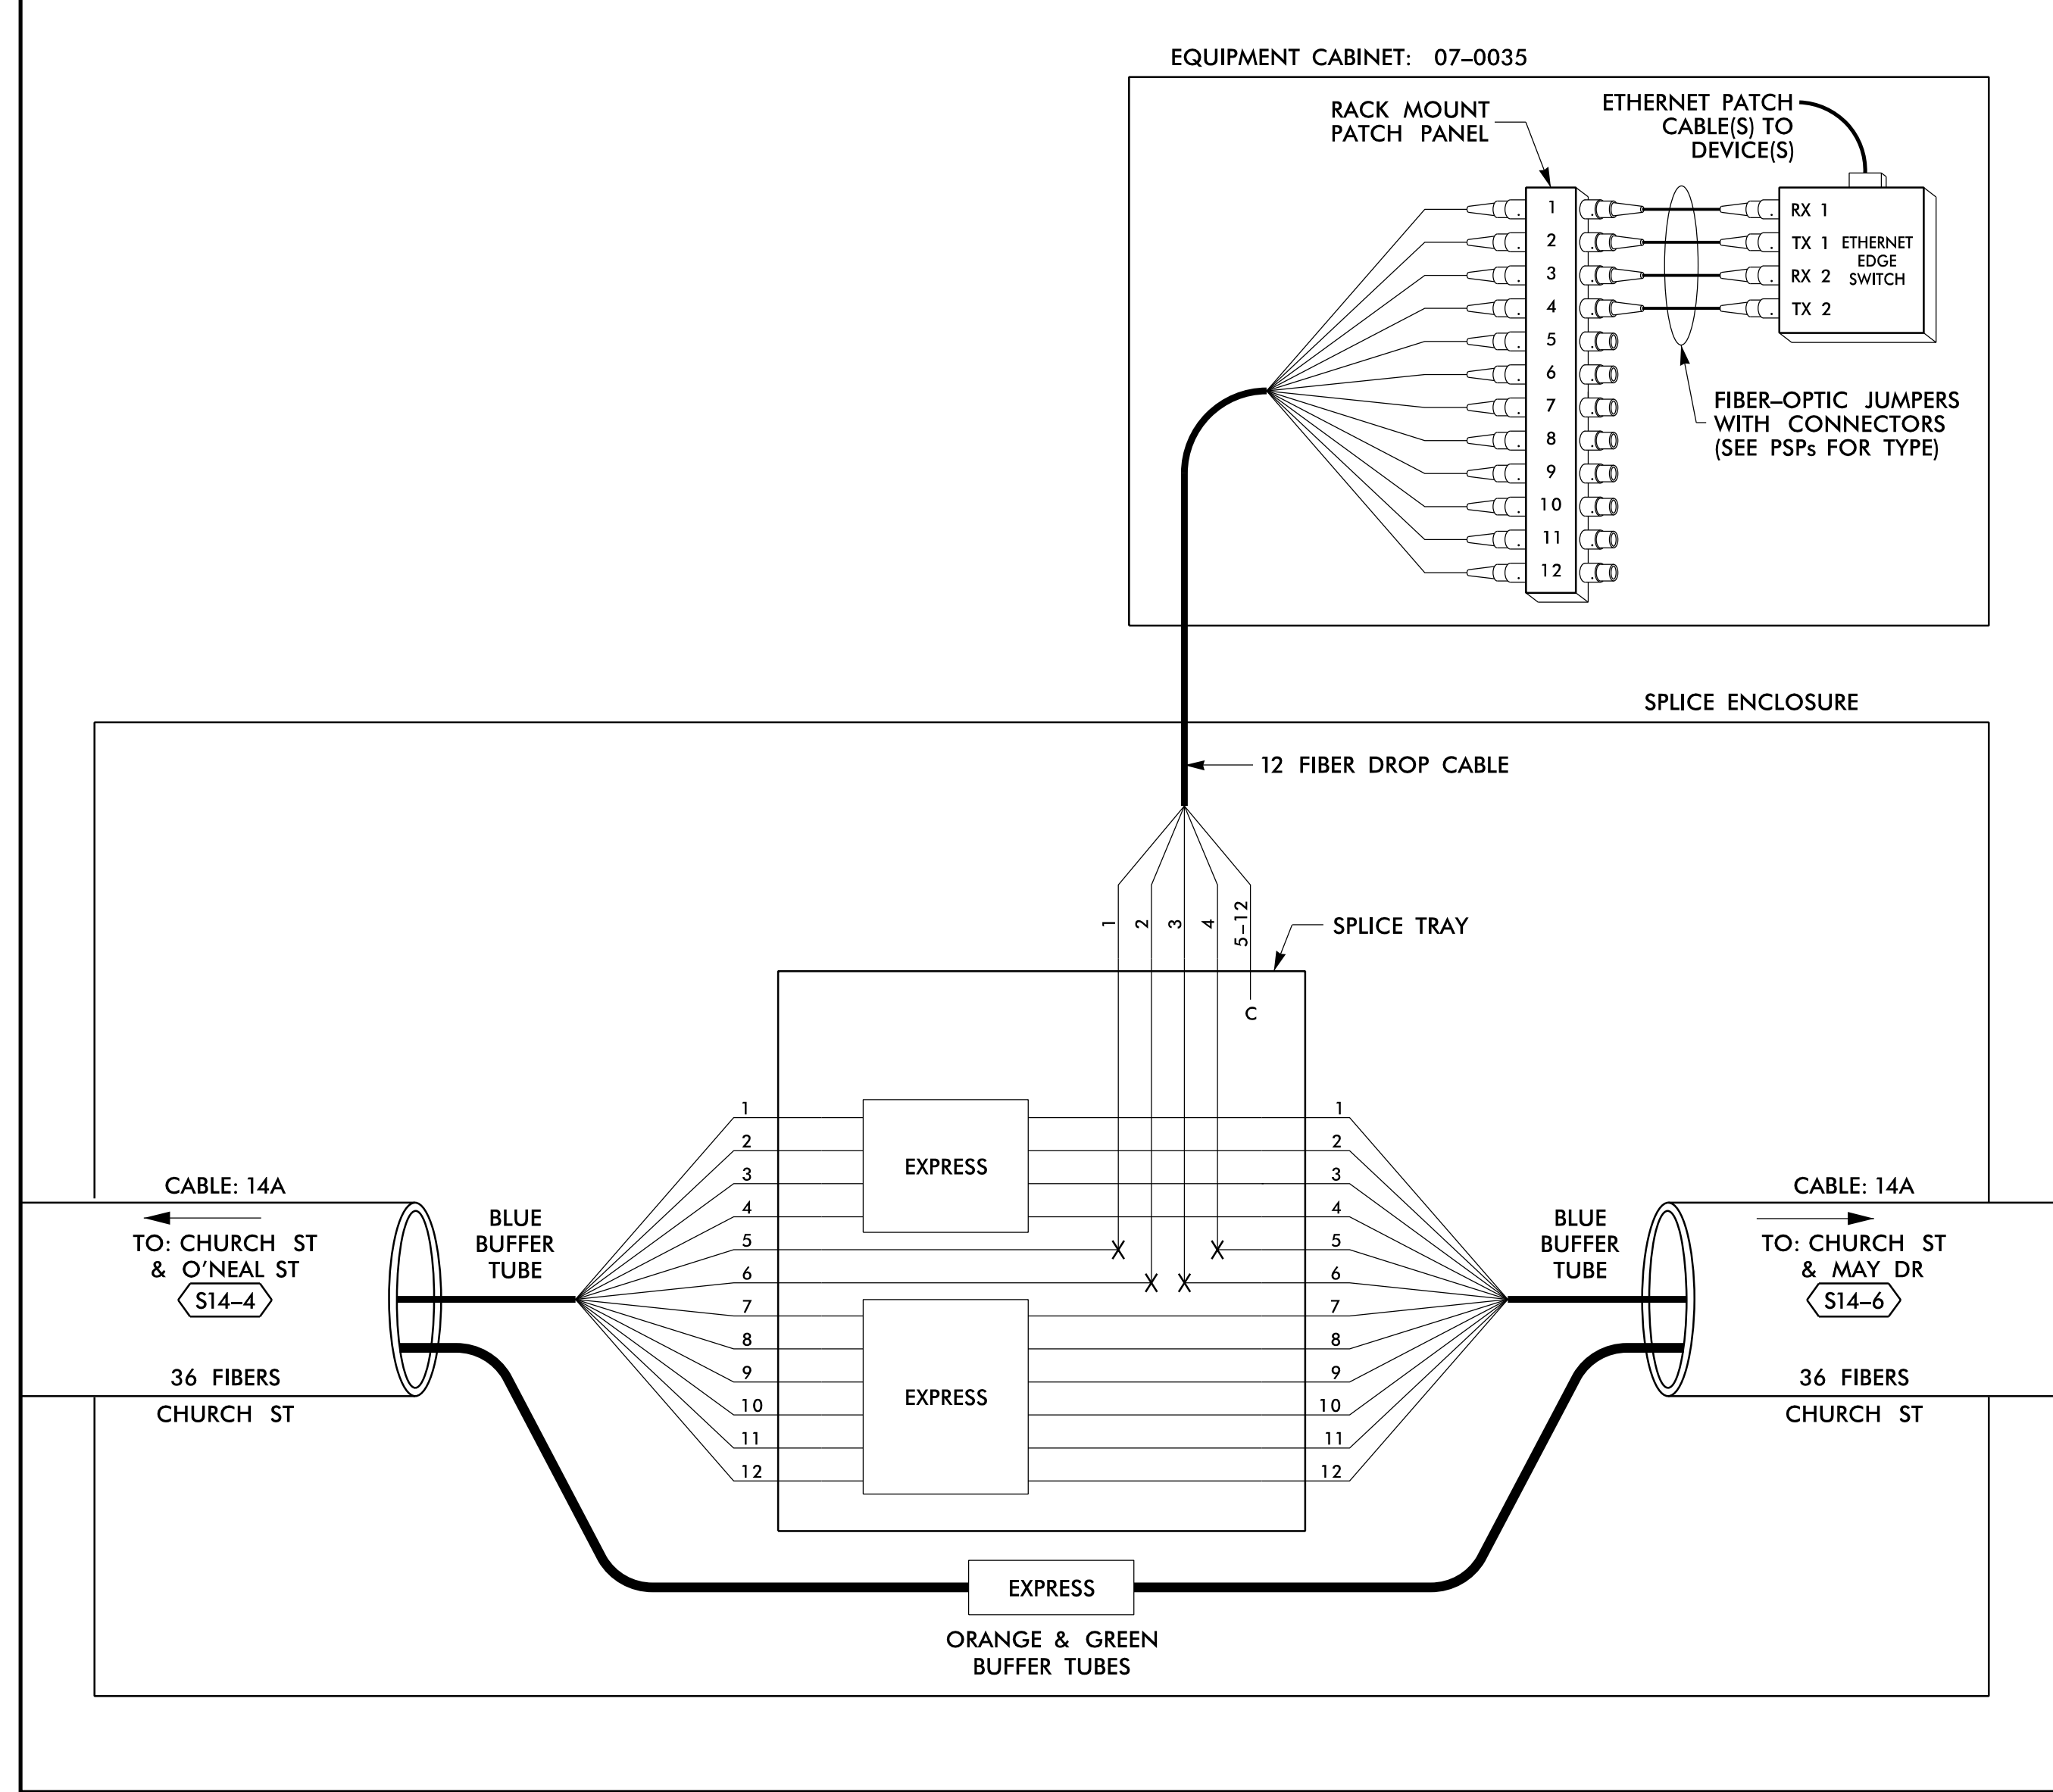 EQUIPMENT CABINET: 07–0035
RACK MOUNT
PATCH PANEL
ETHERNET PATCH
CABLE(S) TO
DEVICE(S)
1
2
3
4
5
6
7
8
9
10
11
12
RX 1
TX 1
RX 2
TX 2
ETHERNET
EDGE
SWITCH
FIBER–OPTIC JUMPERS
WITH CONNECTORS
(SEE PSPs FOR TYPE)
SPLICE ENCLOSURE
12 FIBER DROP CABLE
1
2
3
4
5–12
SPLICE TRAY
C
CABLE: 14A
TO: CHURCH ST
& O'NEAL ST
S14–4
36 FIBERS
CHURCH ST
BLUE
BUFFER
TUBE
1
2
3
4
5
6
7
8
9
10
11
12
EXPRESS
EXPRESS
1
2
3
4
5
6
7
8
9
10
11
12
BLUE
BUFFER
TUBE
CABLE: 14A
TO: CHURCH ST
& MAY DR
S14–6
36 FIBERS
CHURCH ST
EXPRESS
ORANGE & GREEN
BUFFER TUBES